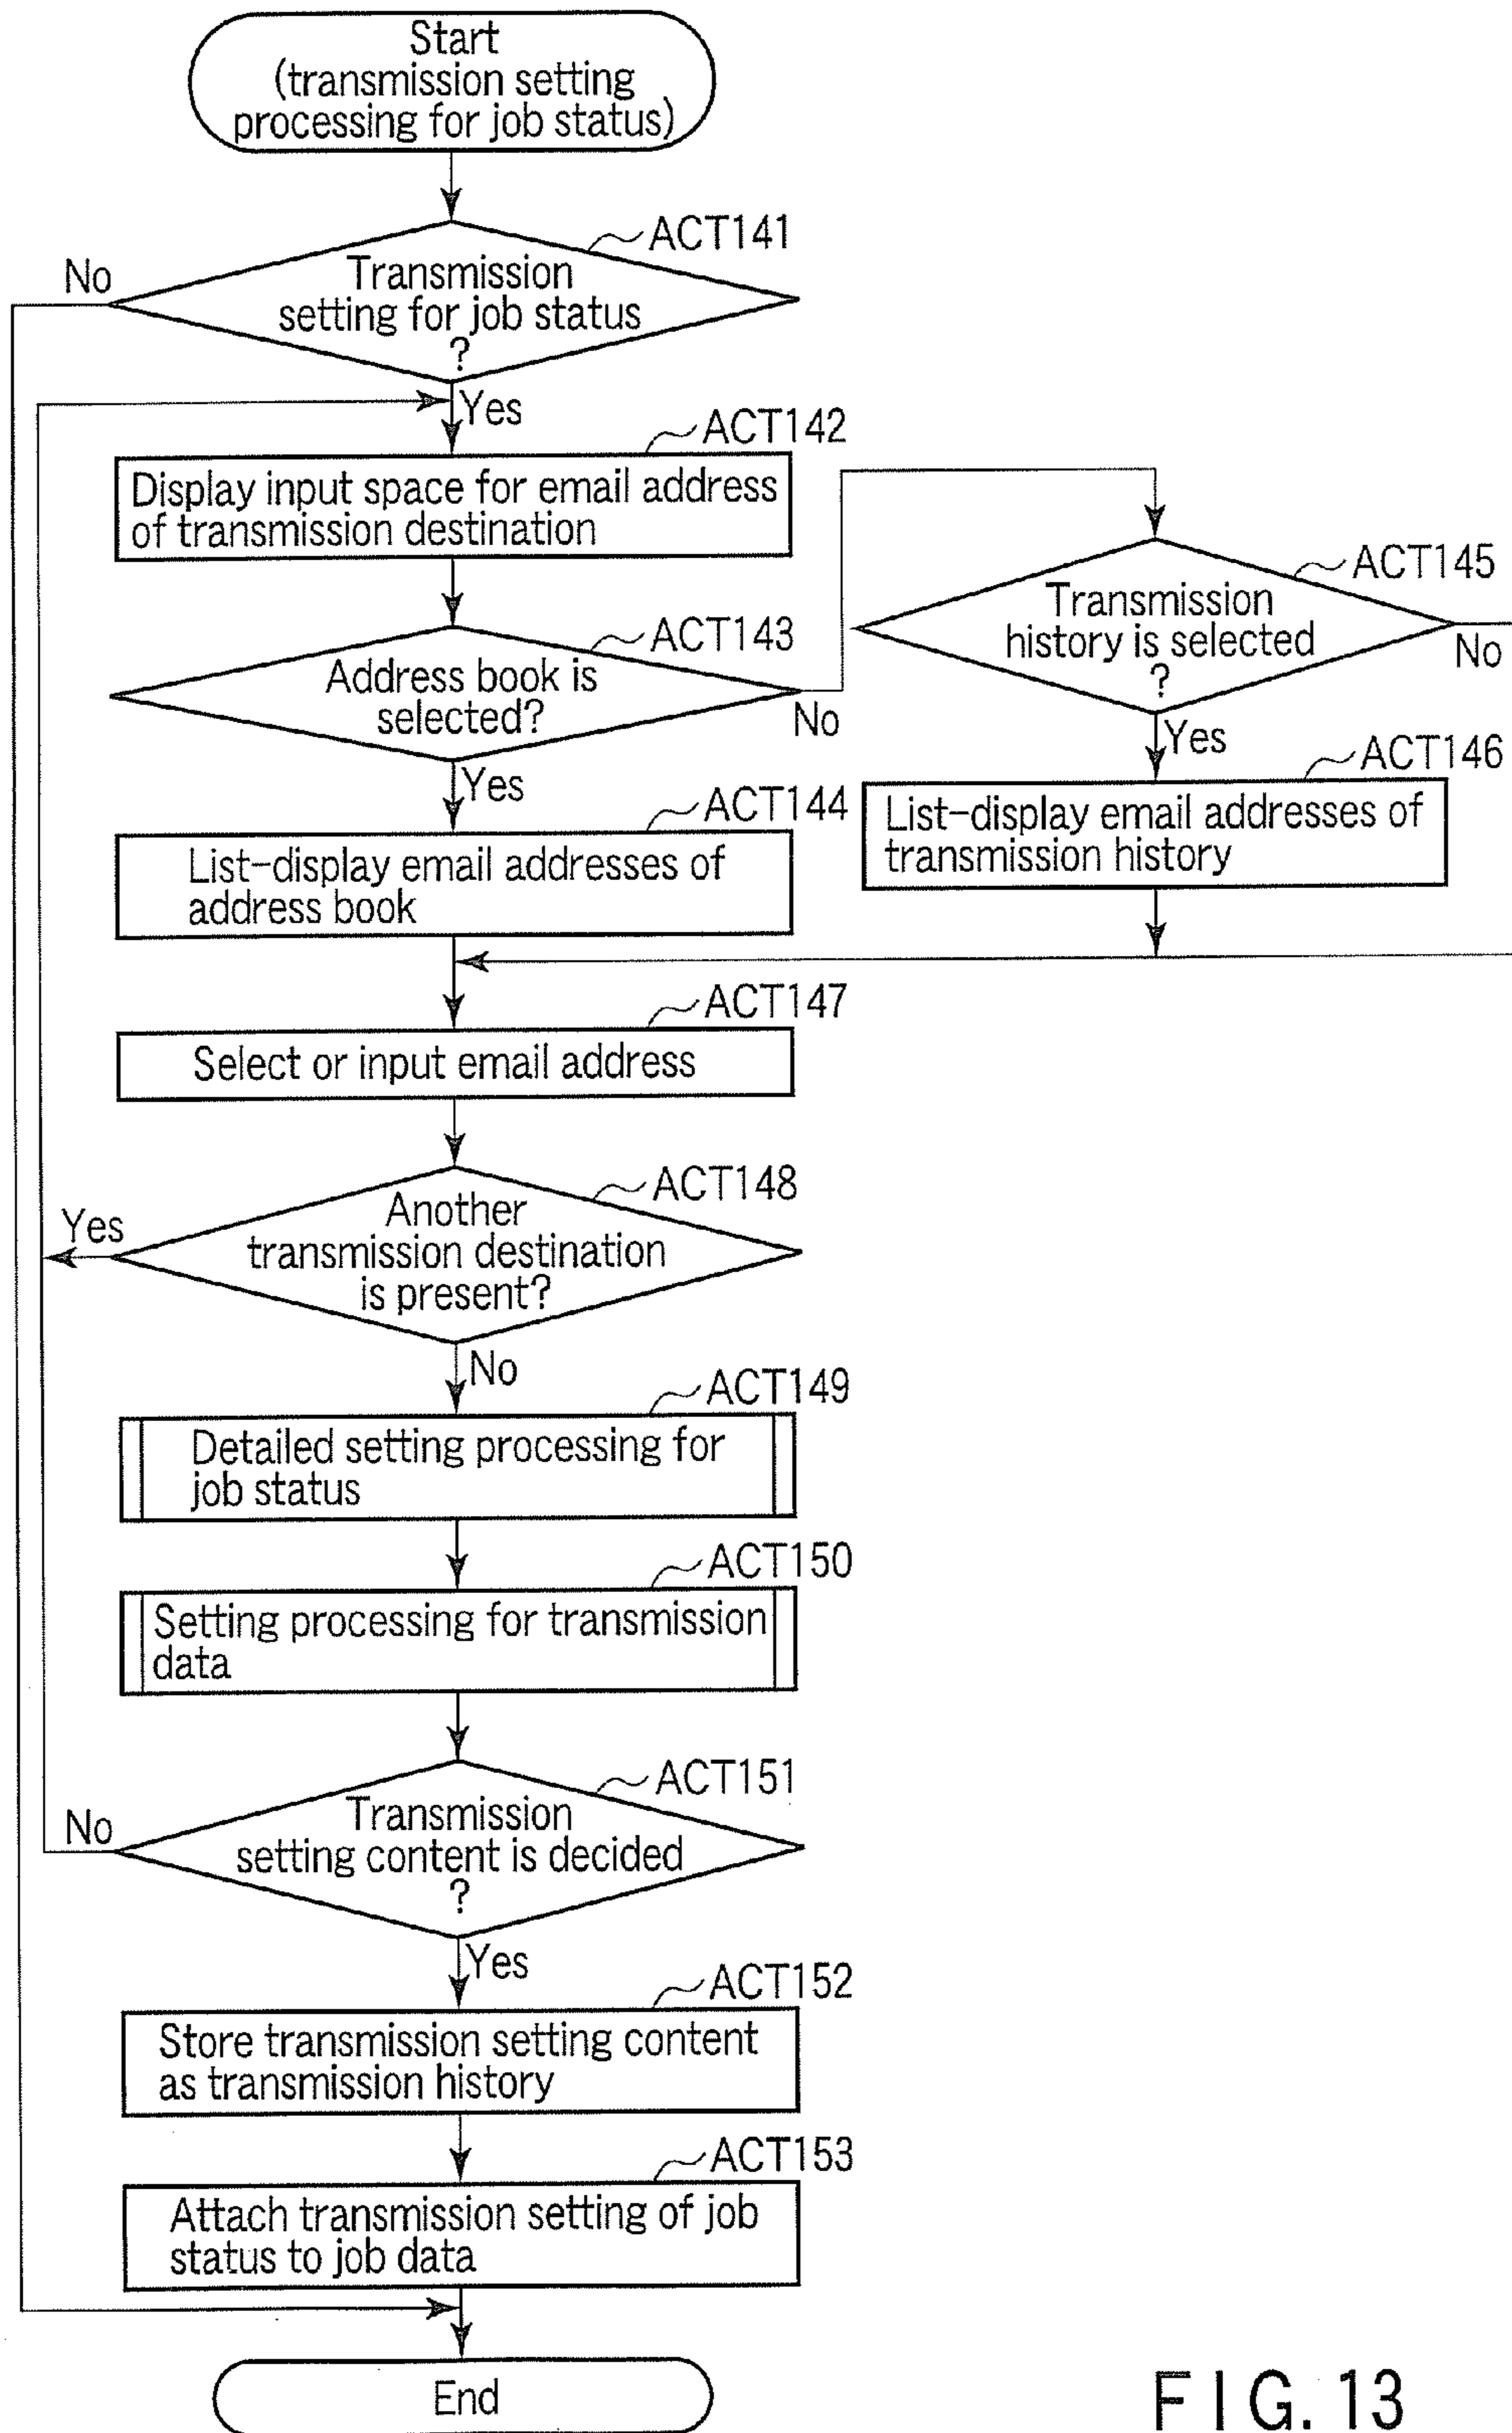 Start
(transmission setting
processing for job status)
ACT141
No
Transmission
setting for job status
?
Yes
ACT142
Display input space for email address
of transmission destination
ACT143
Address book is
selected?
No
Yes
ACT145
Transmission
history is selected
?
No
Yes
ACT146
List-display email addresses of
transmission history
ACT144
List-display email addresses of
address book
ACT147
Select or input email address
ACT148
Yes
Another
transmission destination
is present?
No
ACT149
Detailed setting processing for
job status
ACT150
Setting processing for transmission
data
ACT151
No
Transmission
setting content is decided
?
Yes
ACT152
Store transmission setting content
as transmission history
ACT153
Attach transmission setting of job
status to job data
End
FIG. 13